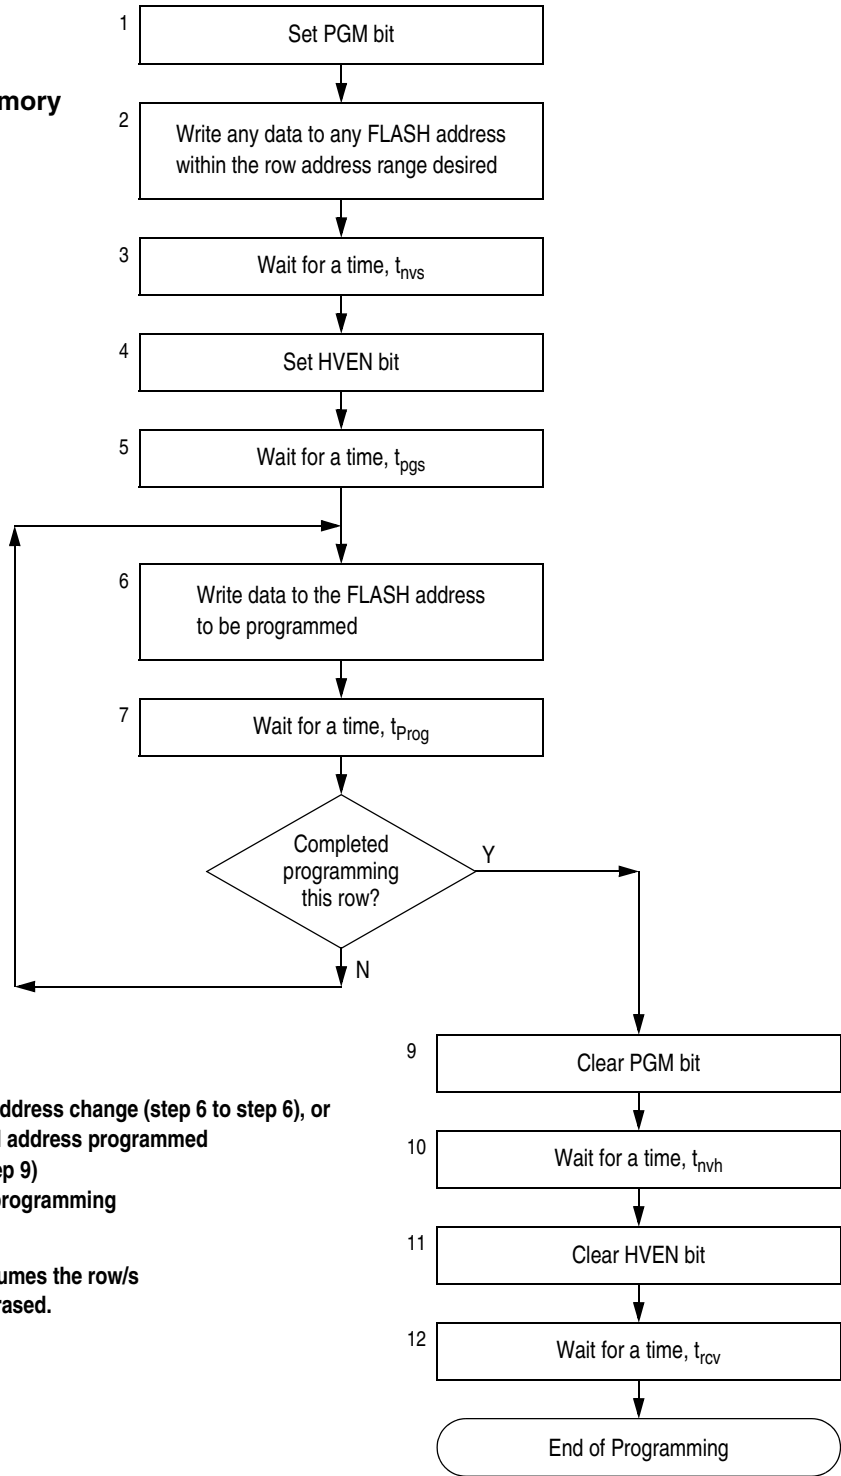 1
Set PGM bit
mory
2
Write any data to any FLASH address
within the row address range desired
3
Wait for a time, tnvs
4
Set HVEN bit
5
Wait for a time, tpgs
6
Write data to the FLASH address
to be programmed
7
Wait for a time, tProg
Completed
programming
this row?
Y
N
9
Clear PGM bit
ddress change (step 6 to step 6), or
address programmed
ep 9)
programming
10
Wait for a time, tnvh
11
Clear HVEN bit
umes the row/s
rased.
12
Wait for a time, trcv
End of Programming